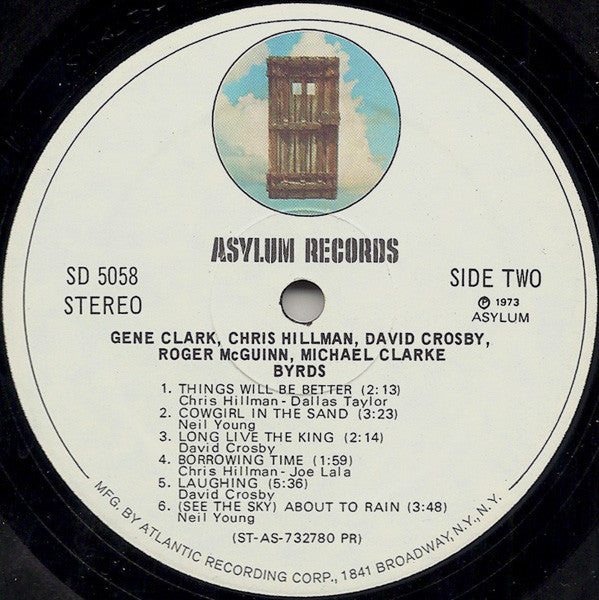 ASYLUM RECORDS
SD 5058
STEREO
SIDE TWO
Ⓟ 1973
ASYLUM
GENE CLARK, CHRIS HILLMAN, DAVID CROSBY,
ROGER McGUINN, MICHAEL CLARKE
BYRDS
1. THINGS WILL BE BETTER (2:13)
Chris Hillman - Dallas Taylor
2. COWGIRL IN THE SAND (3:23)
Neil Young
3. LONG LIVE THE KING (2:14)
David Crosby
4. BORROWING TIME (1:59)
Chris Hillman - Joe Lala
5. LAUGHING (5:36)
David Crosby
6. (SEE THE SKY) ABOUT TO RAIN (3:48)
Neil Young
(ST-AS-732780 PR)
MFG. BY ATLANTIC RECORDING CORP., 1841 BROADWAY, N.Y., N.Y.